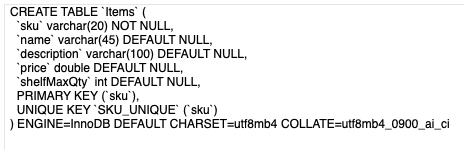 CREATE TABLE `Items` (
`sku` varchar(20) NOT NULL,
`name` varchar(45) DEFAULT NULL,
`description` varchar(100) DEFAULT NULL,
`price` double DEFAULT NULL,
`shelfMaxQty` int DEFAULT NULL,
PRIMARY KEY (`sku`),
UNIQUE KEY `SKU_UNIQUE` (`sku`)
) ENGINE=InnoDB DEFAULT CHARSET=utf8mb4 COLLATE=utf8mb4_0900_ai_ci